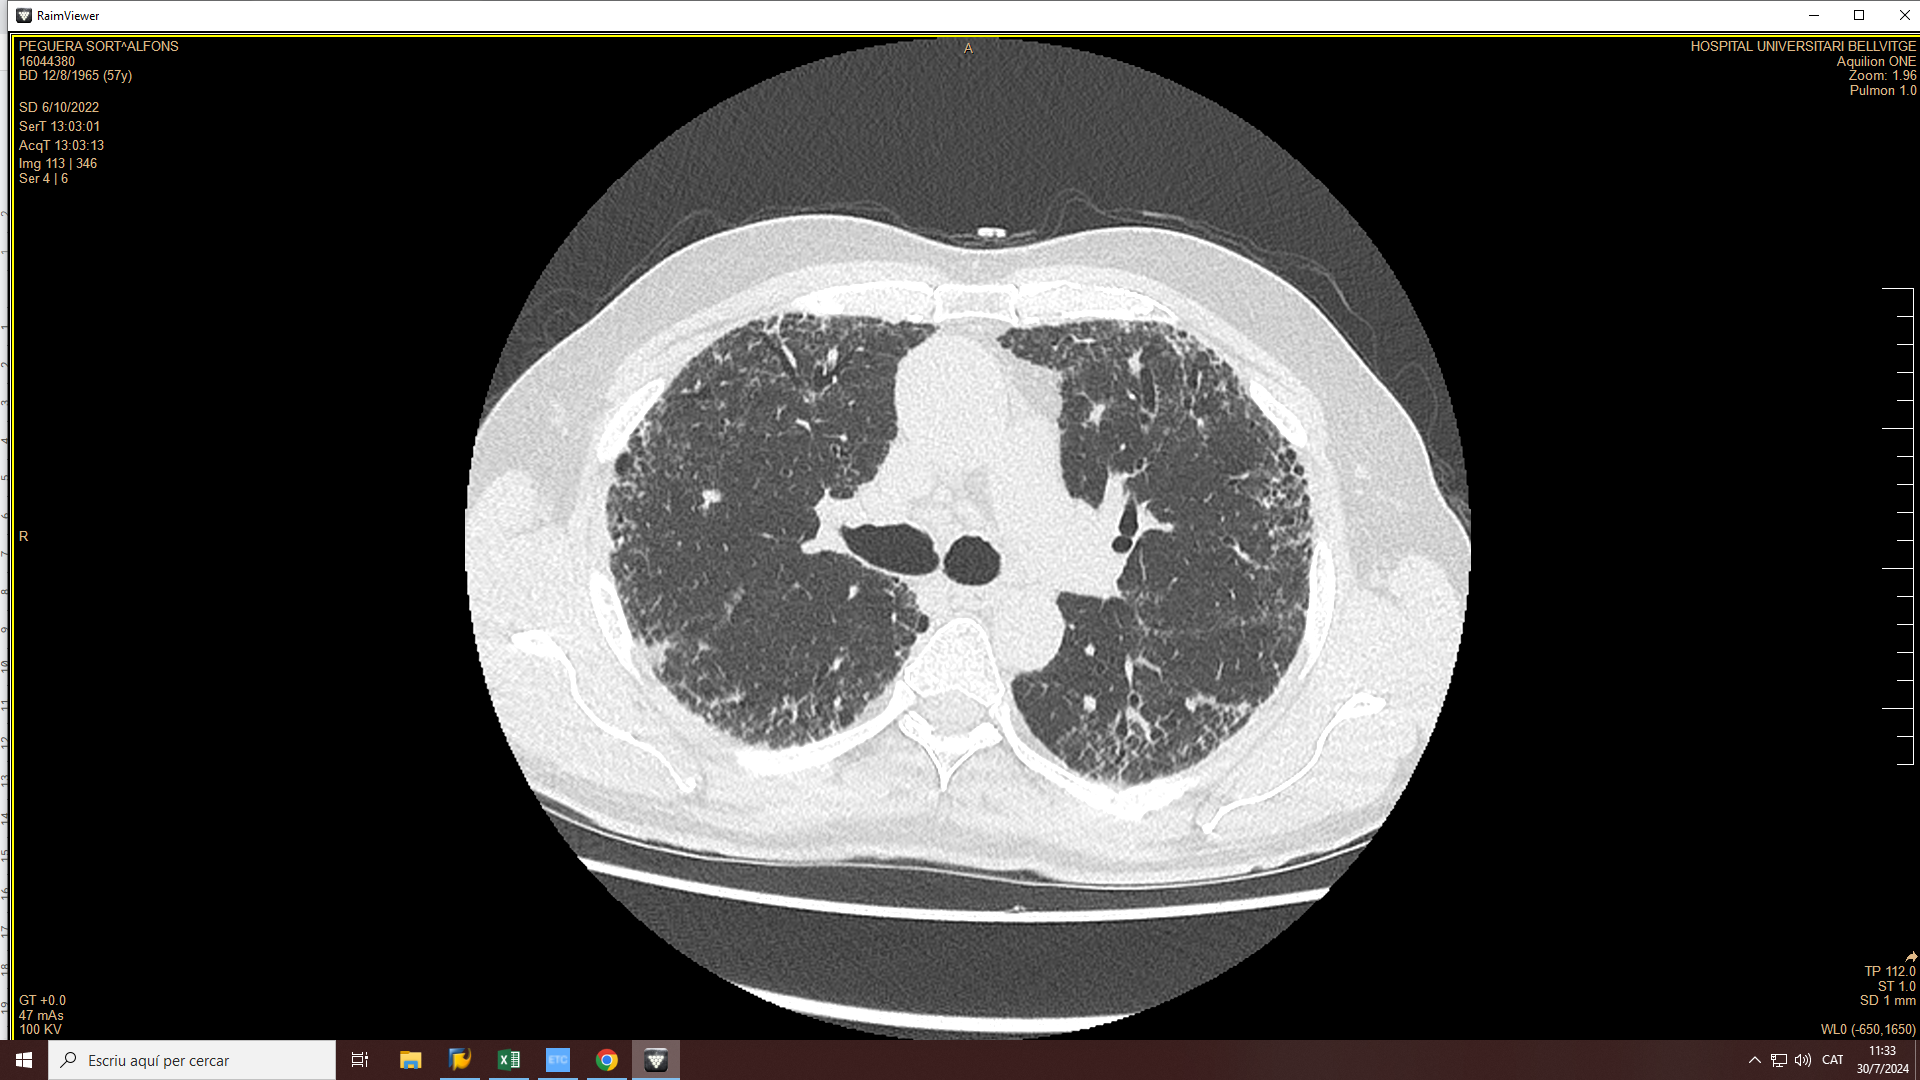 RaimViewer
PEGUERA SORT^ALFONS
16044380
BD 12/8/1965 (57y)
SD 6/10/2022
SerT 13:03:01
AcqT 13:03:13
Img 113 | 346
Ser 4 | 6
A
HOSPITAL UNIVERSITARI BELLVITGE
Aquilion ONE
Zoom: 1.96
Pulmon 1.0
R
GT +0.0
47 mAs
100 KV
TP 112.0
ST 1.0
SD 1 mm
WL0 (-650,1650)
Escriu aquí per cercar
ETC
CAT
11:33
30/7/2024